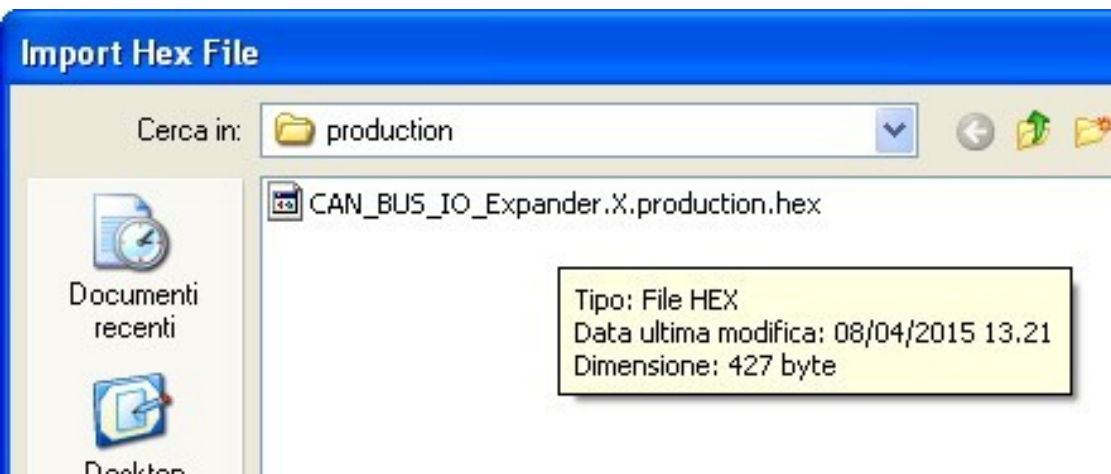 Import Hex File
Cerca in:
production
CAN_BUS_IO_Expander.X.production.hex
Documenti
recenti
Tipo: File HEX
Data ultima modifica: 08/04/2015 13.21
Dimensione: 427 byte
Desktop